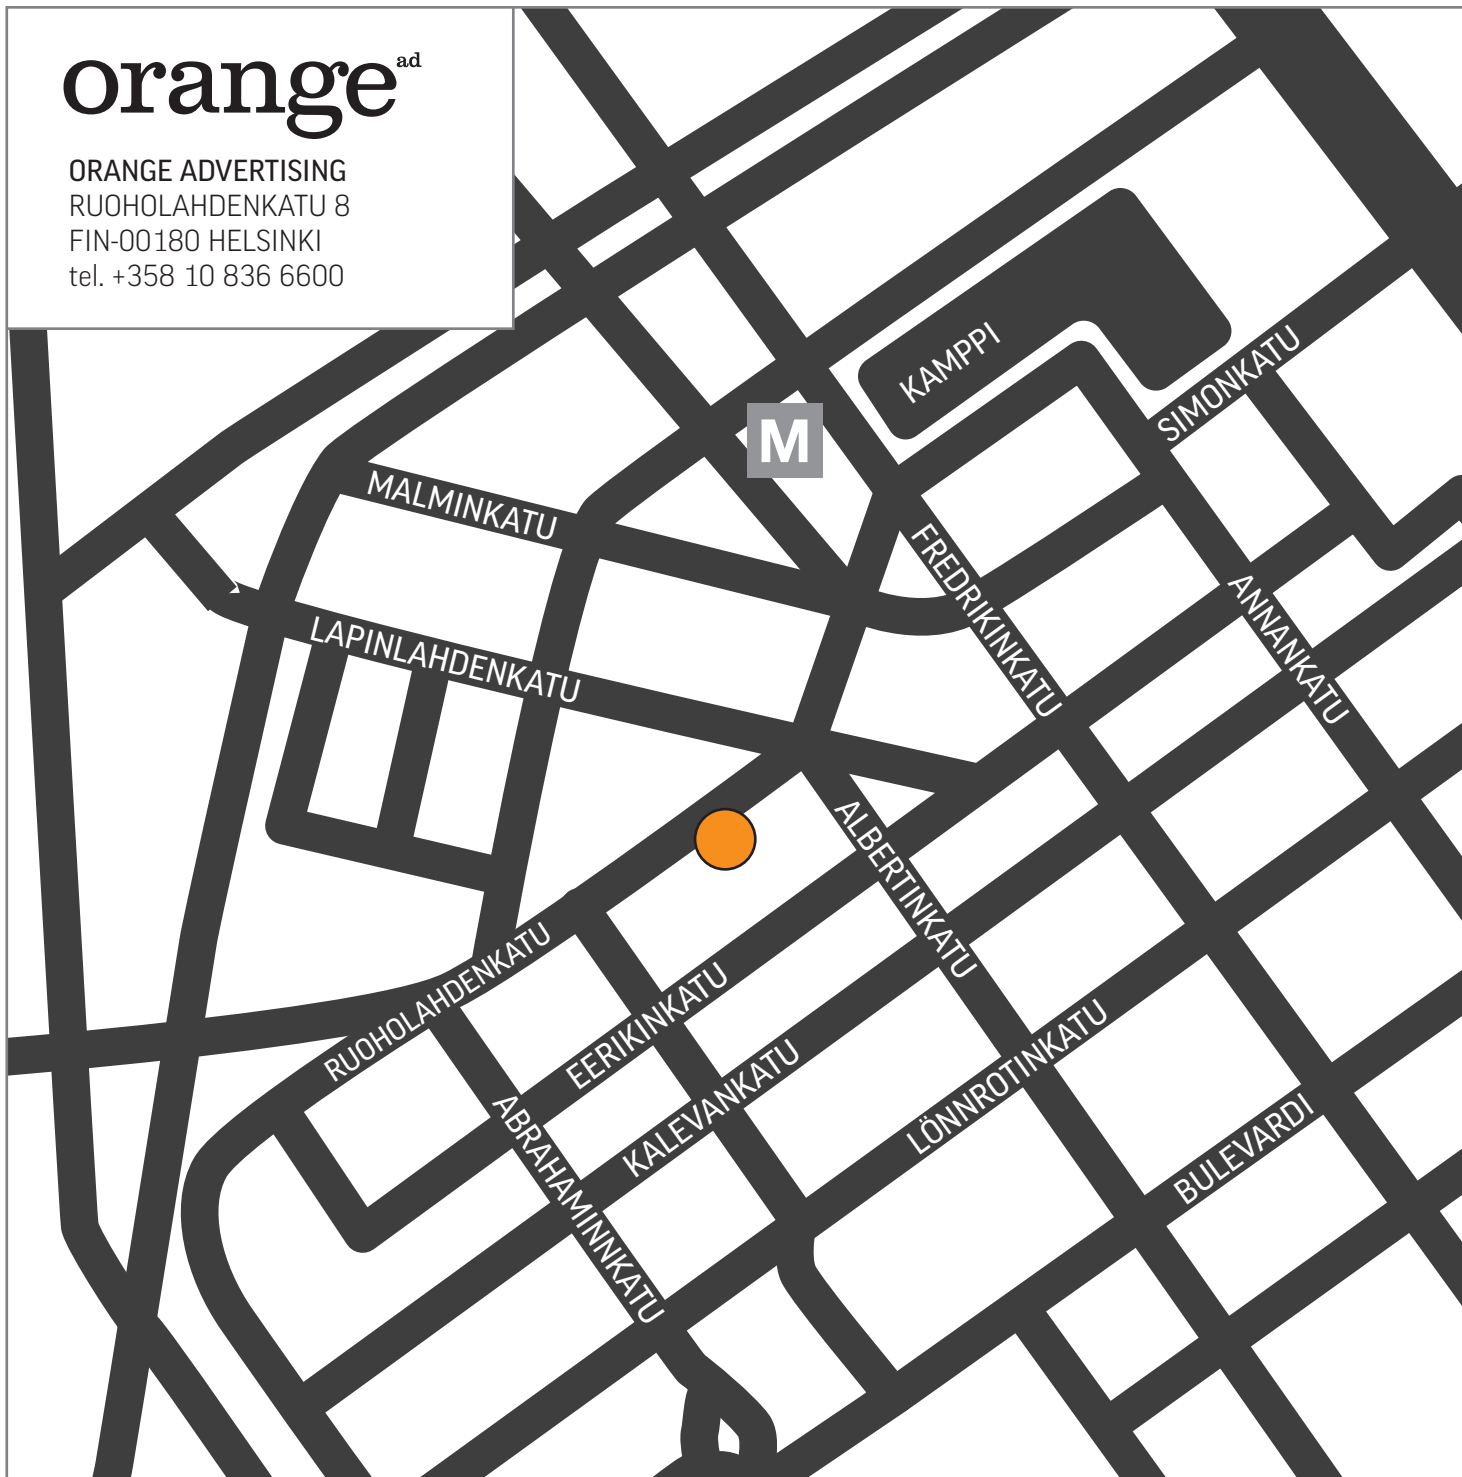 orange ad
ORANGE ADVERTISING
RUOHOLAHDENKATU 8
FIN-00180 HELSINKI
tel. +358 10 836 6600
KAMPPI
SIMONKATU
M
MALMINKATU
FREDRIKINKATU
ANNANKATU
LAPINLAHDENKATU
ALBERTINKATU
RUOHOLAHDENKATU
EERIKINKATU
KALEVANKATU
LÖNNROTINKATU
ABRAHAMINNKATU
BULEVARDI